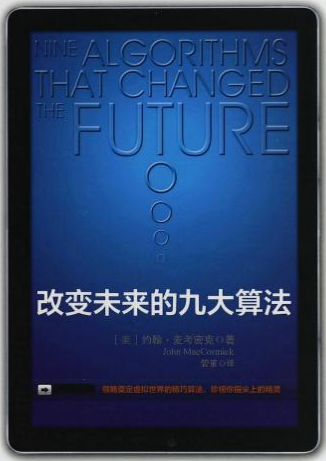 NINE ALGORITHMS
THAT CHANGED
THE FUTURE
改变未来的九大算法
［美］约翰·麦考密克◎著
John MacCormick
管策◎译
领略奠定虚拟世界的精巧算法，珍视你指尖上的精灵